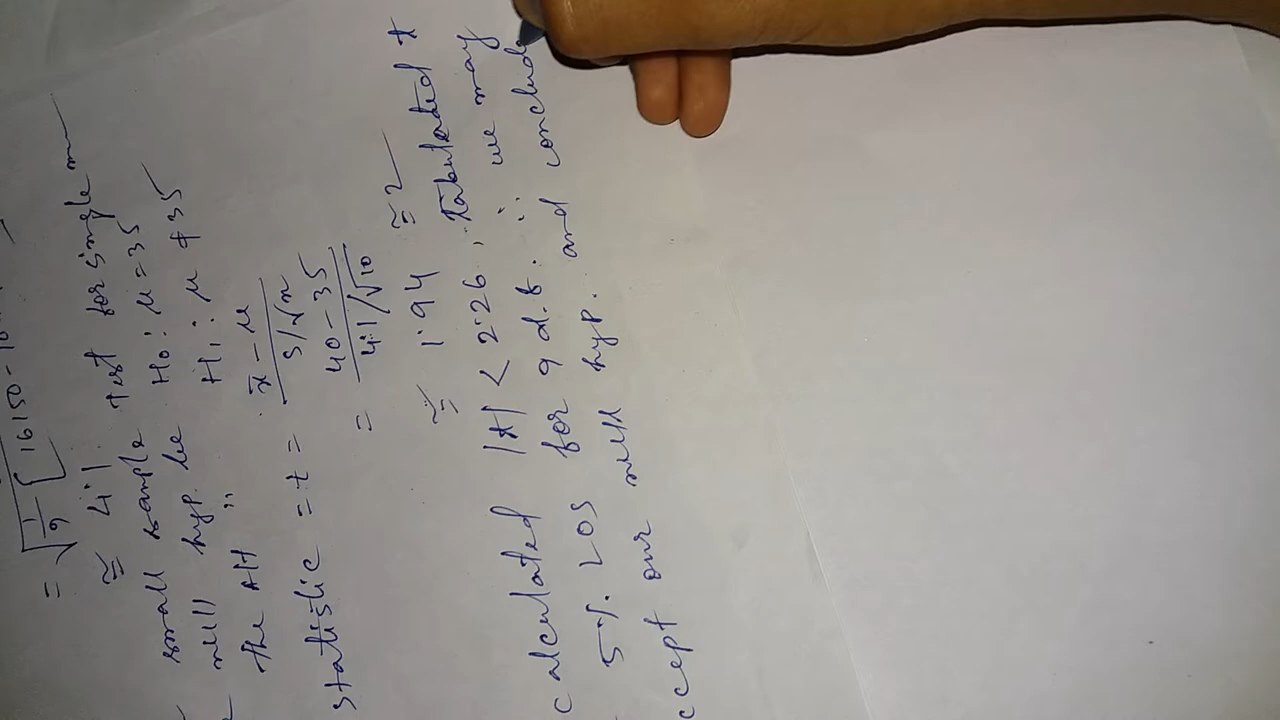 = √ 1/9 [ 16150 - 10
≅ 4.1
small sample test for single m
null hyp. be H0 : μ = 35
the AH " H1 : μ ≠ 35
statistic = t = x̄ - μ / s/√n
= 40 - 35 / 4.1/√10
≅ 1.94 ≅ 2
calculated |t| < 2.26, tabulated t
5% LOS for 9 d.f. ∴ we may
ccept our null hyp. and conclude